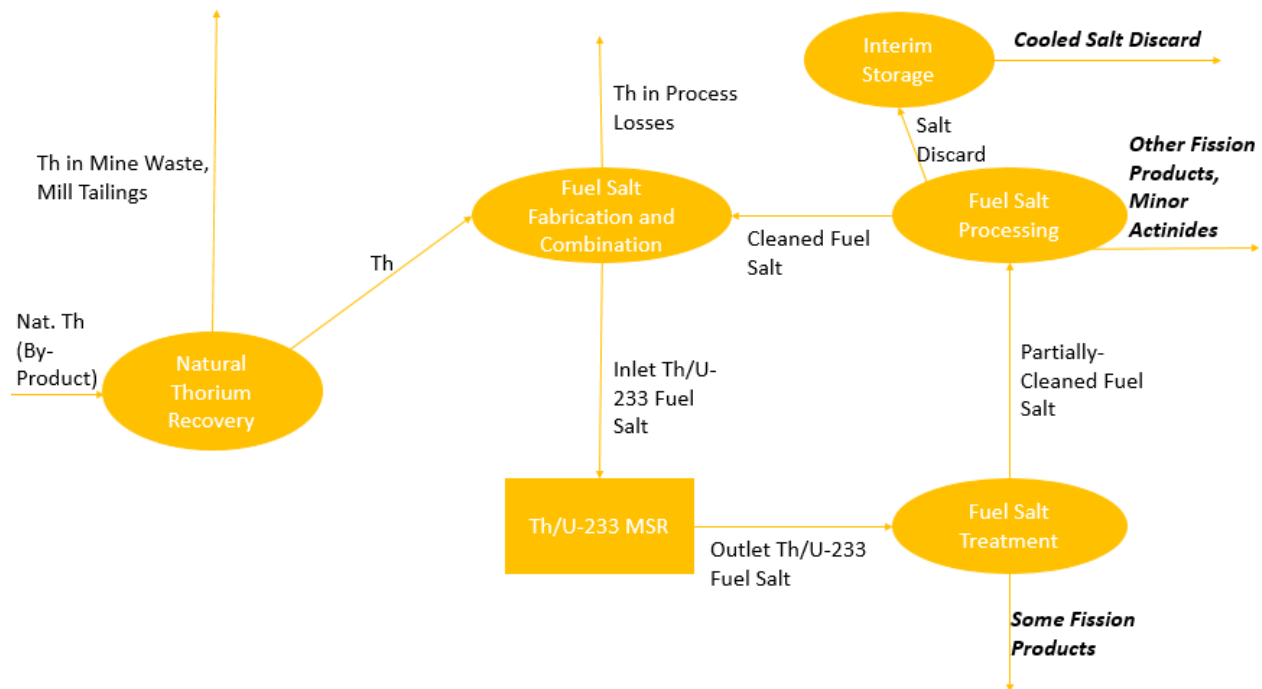 Cooled Salt Discard
Interim
Storage
Th in Process
Losses
Salt
Discard
Other Fission
Products,
Minor
Actinides
Th in Mine Waste,
Mill Tailings
Fuel Salt
Fabrication and
Combination
Fuel Salt
Processing
Cleaned Fuel
Salt
Th
Nat. Th
(By-
Product)
Natural
Thorium
Recovery
Inlet Th/U-
233 Fuel
Salt
Partially-
Cleaned Fuel
Salt
Th/U-233 MSR
Outlet Th/U-233
Fuel Salt
Fuel Salt
Treatment
Some Fission
Products